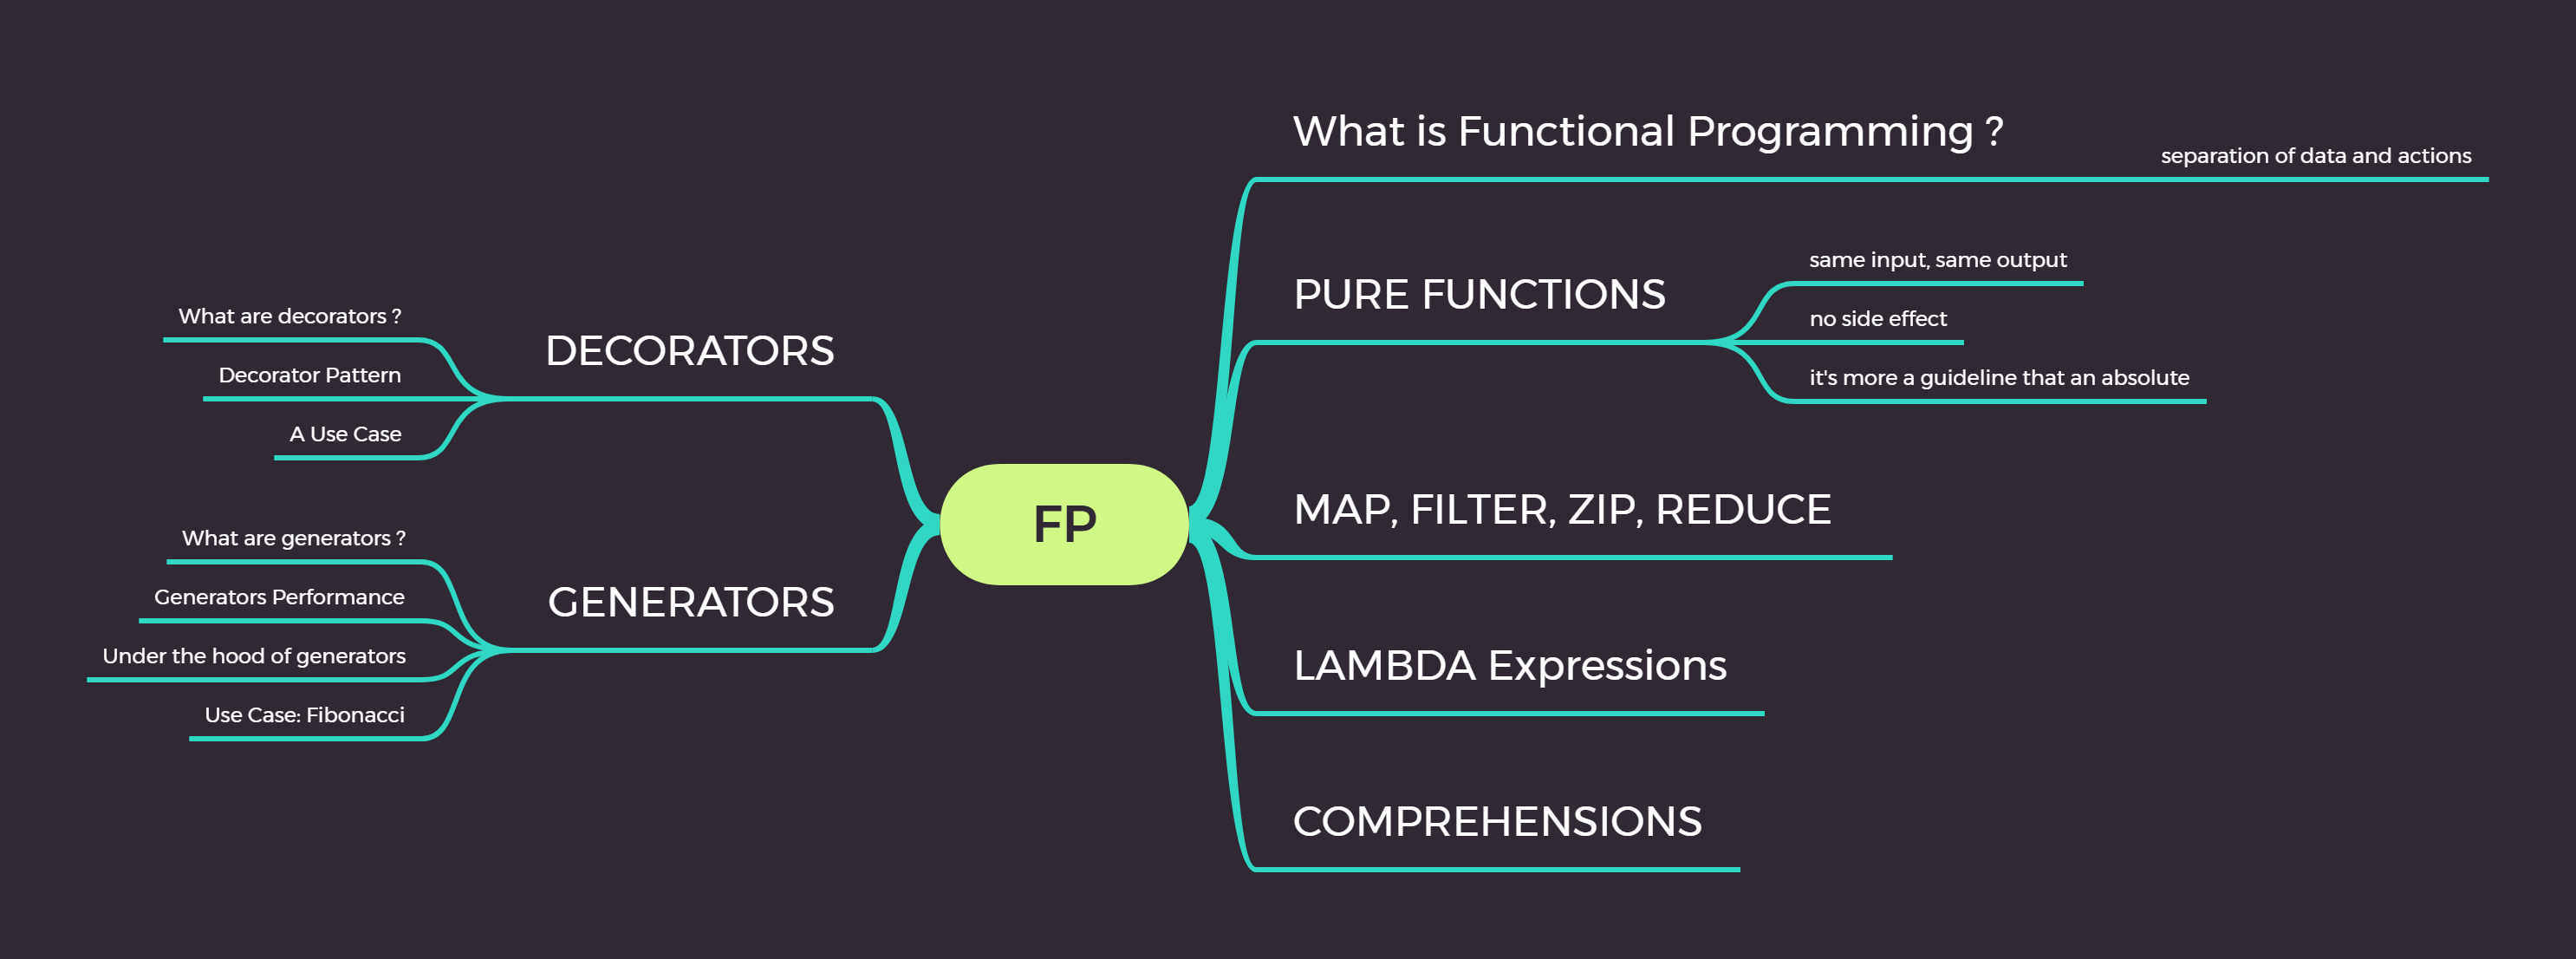 FP
What is Functional Programming ?
separation of data and actions
PURE FUNCTIONS
same input, same output
no side effect
it's more a guideline that an absolute
MAP, FILTER, ZIP, REDUCE
LAMBDA Expressions
COMPREHENSIONS
DECORATORS
What are decorators ?
Decorator Pattern
A Use Case
GENERATORS
What are generators ?
Generators Performance
Under the hood of generators
Use Case: Fibonacci